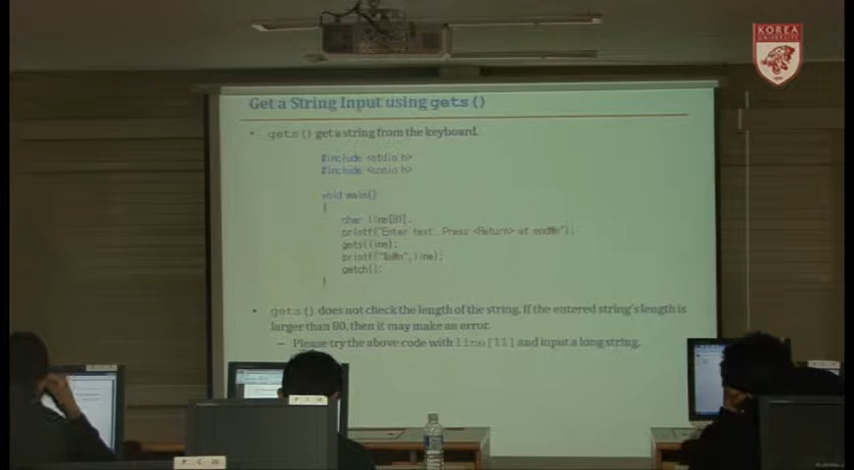 KOREA
UNIVERSITY
Get a String Input using gets()
• gets() get a string from the keyboard.
#include <stdio.h>
#include <conio.h>
void main()
{
char line[81];
printf("Enter text. Press <Return> at end₩n");
gets(line);
printf("%s₩n",line);
getch();
}
• gets() does not check the length of the string. If the entered string's length is
larger than 80, then it may make an error.
– Please try the above code with line[11] and input a long string.